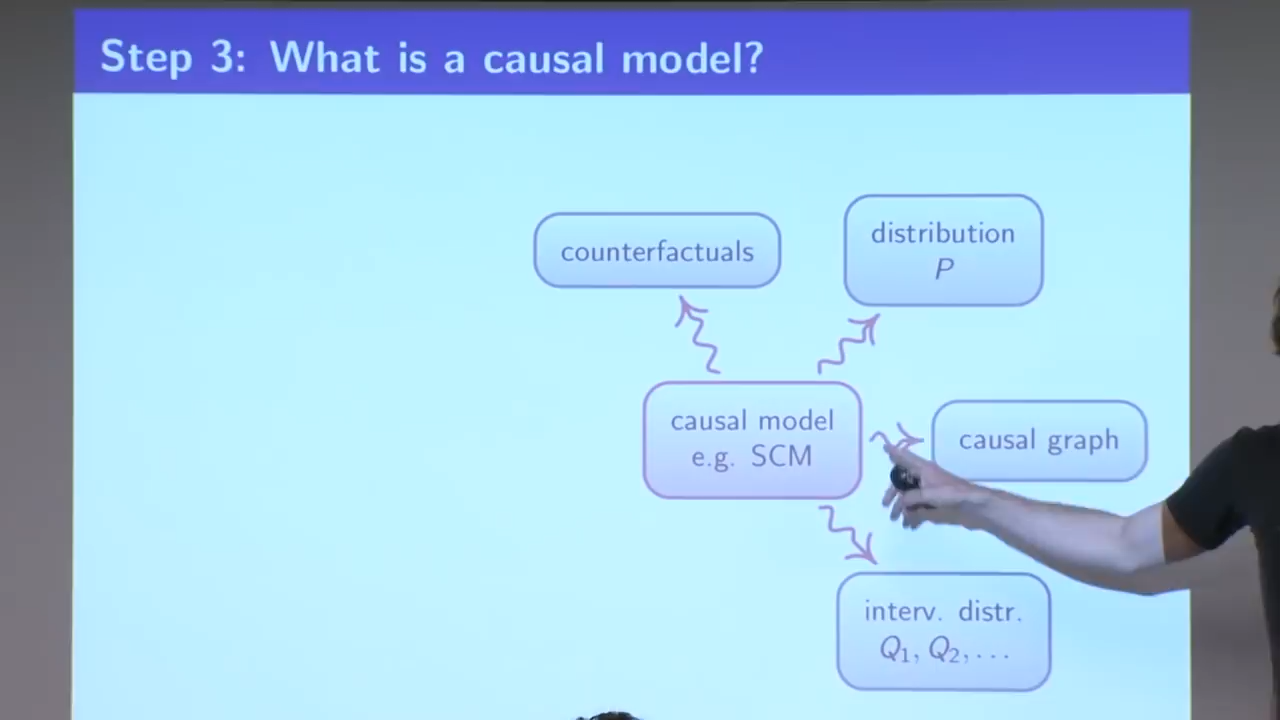 Step 3: What is a causal model?
counterfactuals
distribution
P
causal model
e.g. SCM
causal graph
interv. distr.
Q₁, Q₂, . . .